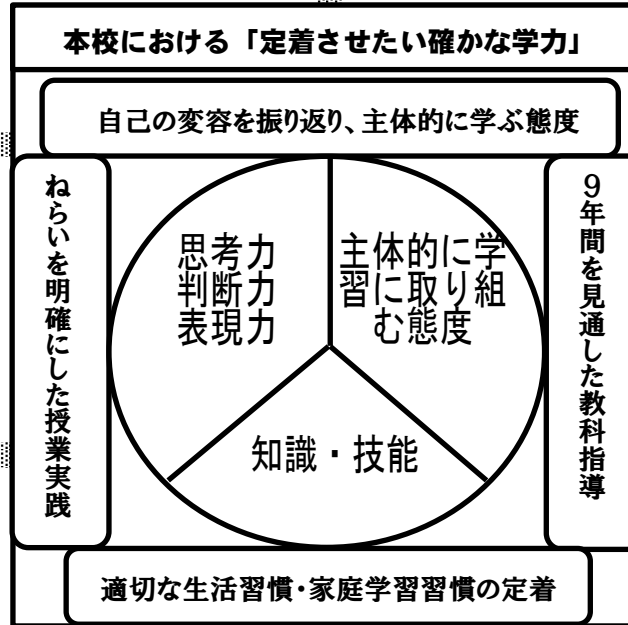 本校における「定着させたい確かな学力」
自己の変容を振り返り、主体的に学ぶ態度
ねらいを明確にした授業実践
思考力
判断力
表現力
主体的に学
習に取り組
む態度
知識・技能
9年間を見通した教科指導
適切な生活習慣・家庭学習習慣の定着